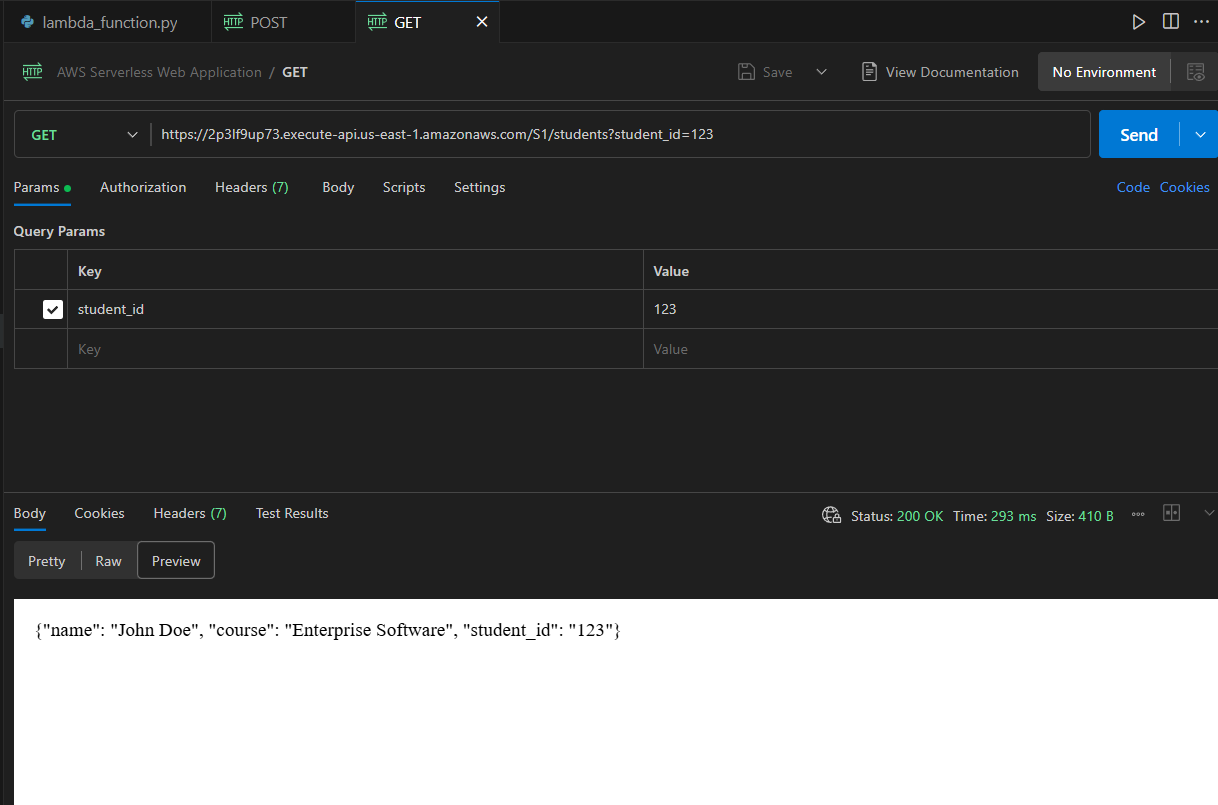 lambda_function.py HTTP POST HTTP GET
HTTP AWS Serverless Web Application / GET Save View Documentation No Environment
GET https://2p3lf9up73.execute-api.us-east-1.amazonaws.com/S1/students?student_id=123 Send
Params Authorization Headers (7) Body Scripts Settings Code Cookies
Query Params
Key Value
student_id 123
Key Value
Body Cookies Headers (7) Test Results Status: 200 OK Time: 293 ms Size: 410 B
Pretty Raw Preview
{"name": "John Doe", "course": "Enterprise Software", "student_id": "123"}